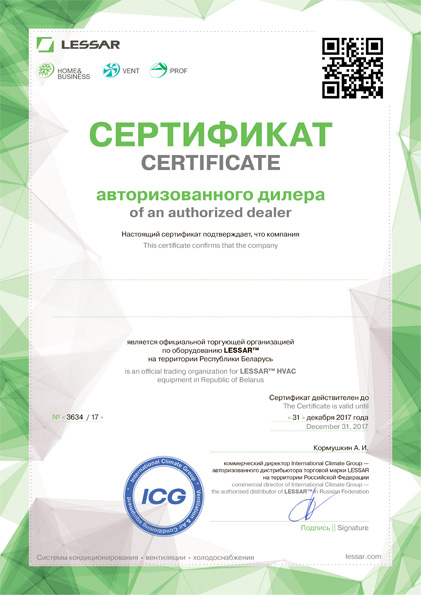 LESSAR
HOME&
BUSINESS
VENT
PROF
СЕРТИФИКАТ
CERTIFICATE
авторизованного дилера
of an authorized dealer
Настоящий сертификат подтверждает, что компания
This certificate confirms that the company
является официальной торгующей организацией
по оборудованию LESSAR™
на территории Республики Беларусь
is an official trading organization for LESSAR™ HVAC
equipment in Republic of Belarus
Сертификат действителен до
The Certificate is valid until
№ • 3634 / 17 •
• 31 • декабря 2017 года
December 31, 2017
Кормушкин А. И.
коммерческий директор International Climate Group —
авторизованного дистрибьютора торговой марки LESSAR
на территории Российской Федерации
commercial director of International Climate Group —
the authorised distributor of LESSAR™ in Russian Federation
International Climate Group
ICG
Ventilation & Air Conditioning equipment
Подпись || Signature
Системы кондиционирования • вентиляции • холодоснабжения
lessar.com